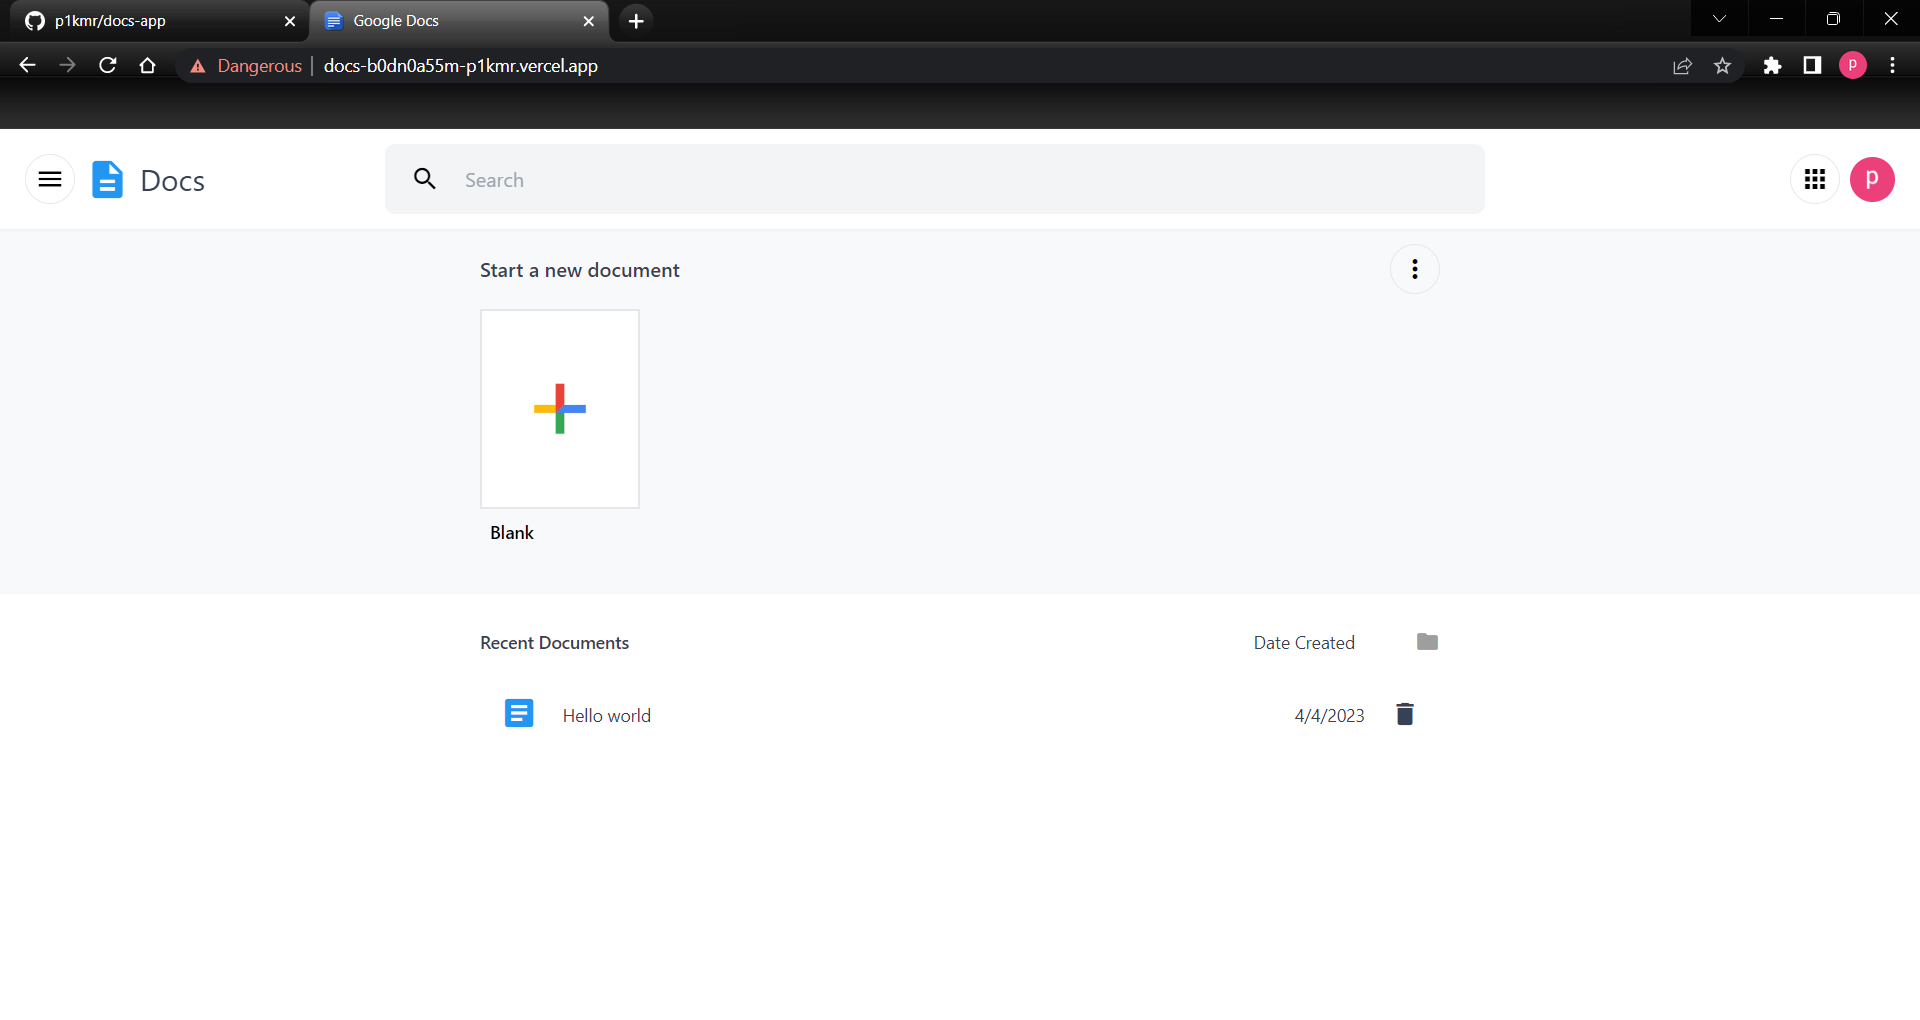 p1kmr/docs-app
Google Docs
Dangerous
docs-b0dn0a55m-p1kmr.vercel.app
P
Docs
Search
p
Start a new document
Blank
Recent Documents
Date Created
Hello world
4/4/2023